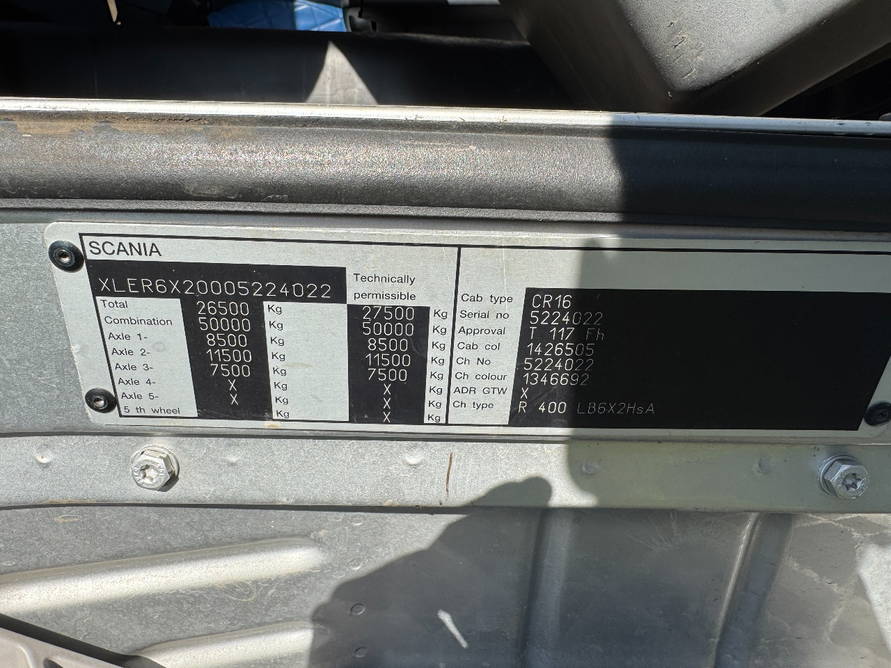 SCANIA
XLER6X20005224022 Technically permissible
Total 26500 Kg 27500 Kg
Combination 50000 Kg 50000 Kg
Axle 1- 8500 Kg 8500 Kg
Axle 2- 11500 Kg 11500 Kg
Axle 3- 7500 Kg 7500 Kg
Axle 4- X Kg X Kg
Axle 5- X Kg X Kg
5 th wheel Kg X Kg
Cab type CR16
Serial no 5224022
Approval T 117 Fh
Cab col 1426505
Ch No 5224022
Ch colour 1346692
ADR GTW X
Ch type R 400 LB6X2HsA